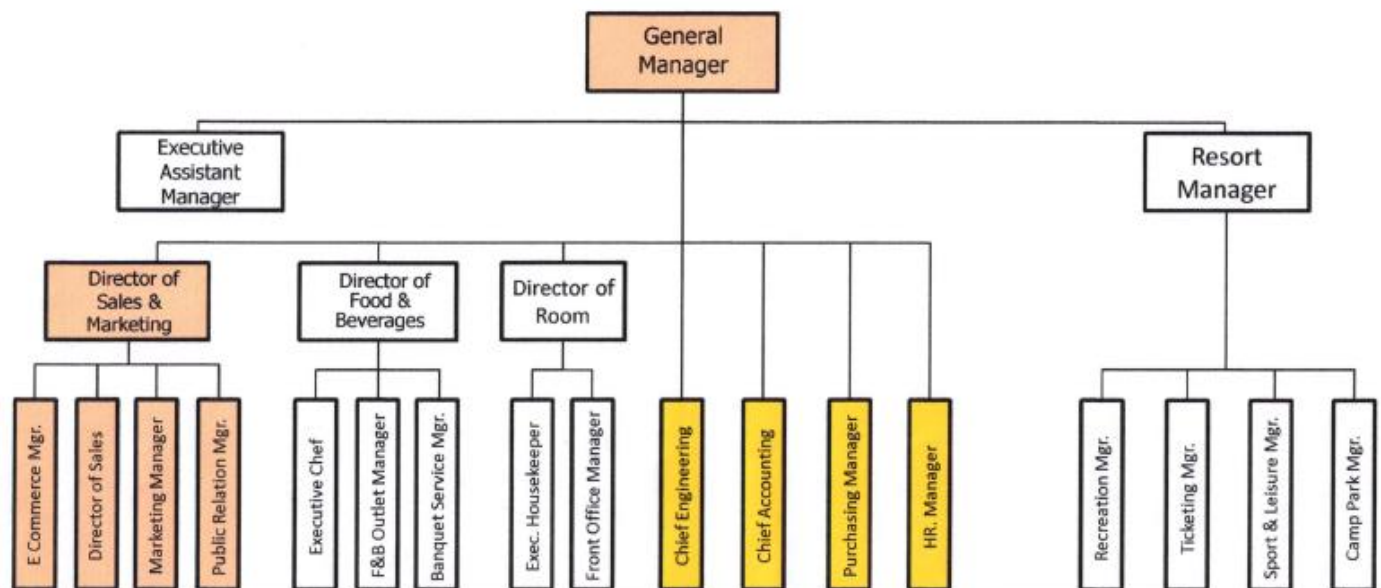 General
Manager
Executive
Assistant
Manager
Resort
Manager
Director of
Sales &
Marketing
Director of
Food &
Beverages
Director of
Room
E Commerce Mgr.
Director of Sales
Marketing Manager
Public Relation Mgr.
Executive Chef
F&B Outlet Manager
Banquet Service Mgr.
Exec. Housekeeper
Front Office Manager
Chief Engineering
Chief Accounting
Purchasing Manager
HR. Manager
Recreation Mgr.
Ticketing Mgr.
Sport & Leisure Mgr.
Camp Park Mgr.